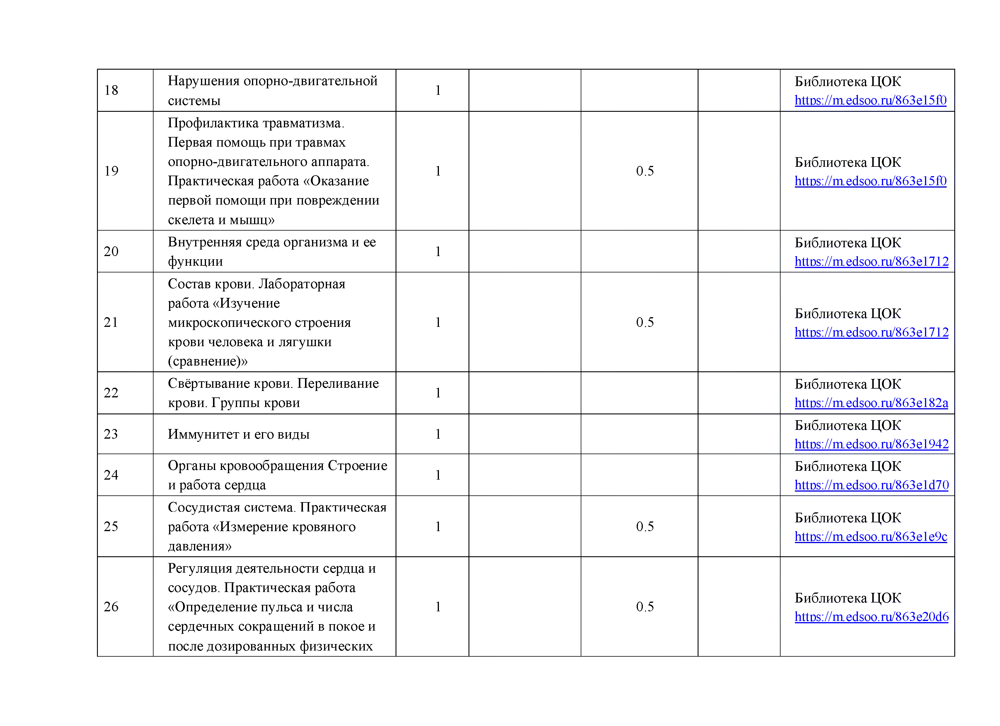 18
Нарушения опорно-двигательной
системы
1
Библиотека ЦОК
https://m.edsoo.ru/863e15f0
19
Профилактика травматизма.
Первая помощь при травмах
опорно-двигательного аппарата.
Практическая работа «Оказание
первой помощи при повреждении
скелета и мышц»
1
0.5
Библиотека ЦОК
https://m.edsoo.ru/863e15f0
20
Внутренняя среда организма и ее
функции
1
Библиотека ЦОК
https://m.edsoo.ru/863e1712
21
Состав крови. Лабораторная
работа «Изучение
микроскопического строения
крови человека и лягушки
(сравнение)»
1
0.5
Библиотека ЦОК
https://m.edsoo.ru/863e1712
22
Свёртывание крови. Переливание
крови. Группы крови
1
Библиотека ЦОК
https://m.edsoo.ru/863e182a
23
Иммунитет и его виды
1
Библиотека ЦОК
https://m.edsoo.ru/863e1942
24
Органы кровообращения Строение
и работа сердца
1
Библиотека ЦОК
https://m.edsoo.ru/863e1d70
25
Сосудистая система. Практическая
работа «Измерение кровяного
давления»
1
0.5
Библиотека ЦОК
https://m.edsoo.ru/863e1e9c
26
Регуляция деятельности сердца и
сосудов. Практическая работа
«Определение пульса и числа
сердечных сокращений в покое и
после дозированных физических
1
0.5
Библиотека ЦОК
https://m.edsoo.ru/863e20d6